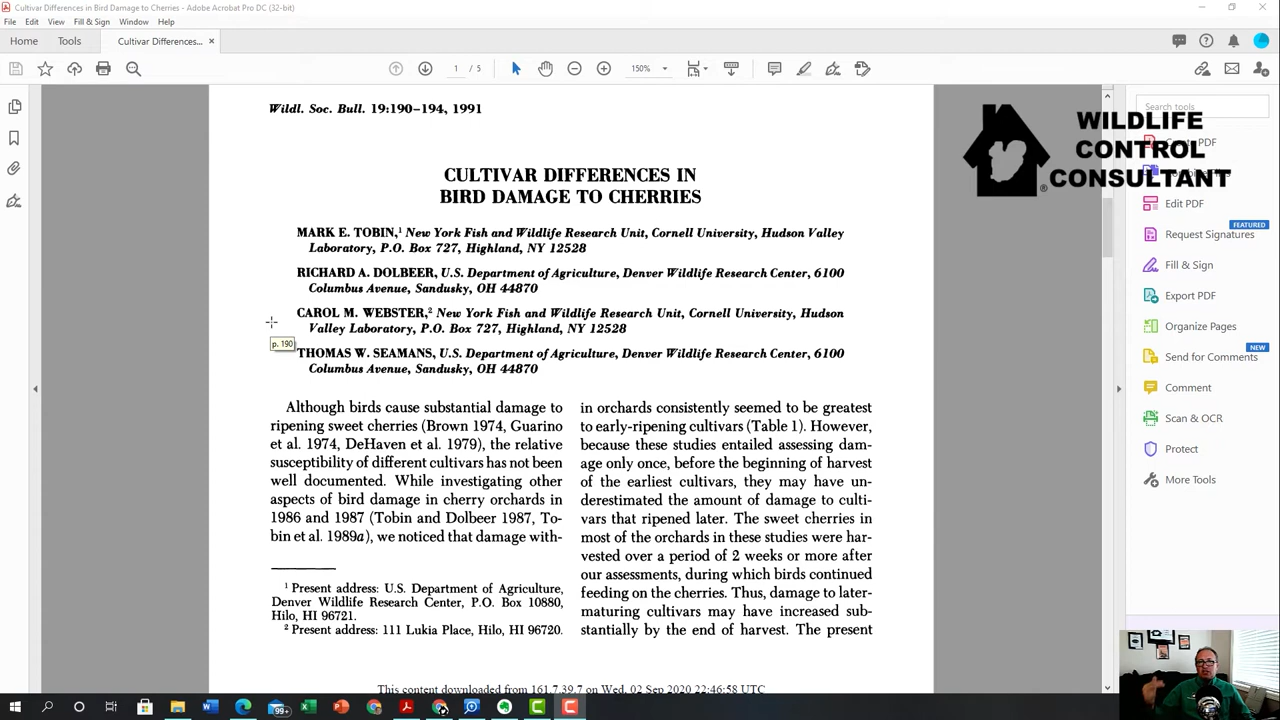 Cultivar Differences in Bird Damage to Cherries - Adobe Acrobat Pro DC (32-bit)
File Edit View Fill & Sign Window Help
Home Tools Cultivar Differences... ×
1 / 5 150%
Wildl. Soc. Bull. 19:190–194, 1991
CULTIVAR DIFFERENCES IN
BIRD DAMAGE TO CHERRIES
MARK E. TOBIN,¹ New York Fish and Wildlife Research Unit, Cornell University, Hudson Valley
Laboratory, P.O. Box 727, Highland, NY 12528
RICHARD A. DOLBEER, U.S. Department of Agriculture, Denver Wildlife Research Center, 6100
Columbus Avenue, Sandusky, OH 44870
CAROL M. WEBSTER,² New York Fish and Wildlife Research Unit, Cornell University, Hudson
Valley Laboratory, P.O. Box 727, Highland, NY 12528
p. 190
THOMAS W. SEAMANS, U.S. Department of Agriculture, Denver Wildlife Research Center, 6100
Columbus Avenue, Sandusky, OH 44870
Although birds cause substantial damage to
ripening sweet cherries (Brown 1974, Guarino
et al. 1974, DeHaven et al. 1979), the relative
susceptibility of different cultivars has not been
well documented. While investigating other
aspects of bird damage in cherry orchards in
1986 and 1987 (Tobin and Dolbeer 1987, To-
bin et al. 1989a), we noticed that damage with-
¹ Present address: U.S. Department of Agriculture,
Denver Wildlife Research Center, P.O. Box 10880,
Hilo, HI 96721.
² Present address: 111 Lukia Place, Hilo, HI 96720.
in orchards consistently seemed to be greatest
to early-ripening cultivars (Table 1). However,
because these studies entailed assessing dam-
age only once, before the beginning of harvest
of the earliest cultivars, they may have un-
derestimated the amount of damage to culti-
vars that ripened later. The sweet cherries in
most of the orchards in these studies were har-
vested over a period of 2 weeks or more after
our assessments, during which birds continued
feeding on the cherries. Thus, damage to later-
maturing cultivars may have increased sub-
stantially by the end of harvest. The present
This content downloaded from 161.7.39.7 on Wed, 02 Sep 2020 22:46:58 UTC
Search tools
WILDLIFE
CONTROL
CONSULTANT
®
PDF
Edit PDF
FEATURED
Request Signatures
Fill & Sign
Export PDF
Organize Pages
NEW
Send for Comments
Comment
Scan & OCR
Protect
More Tools
99+